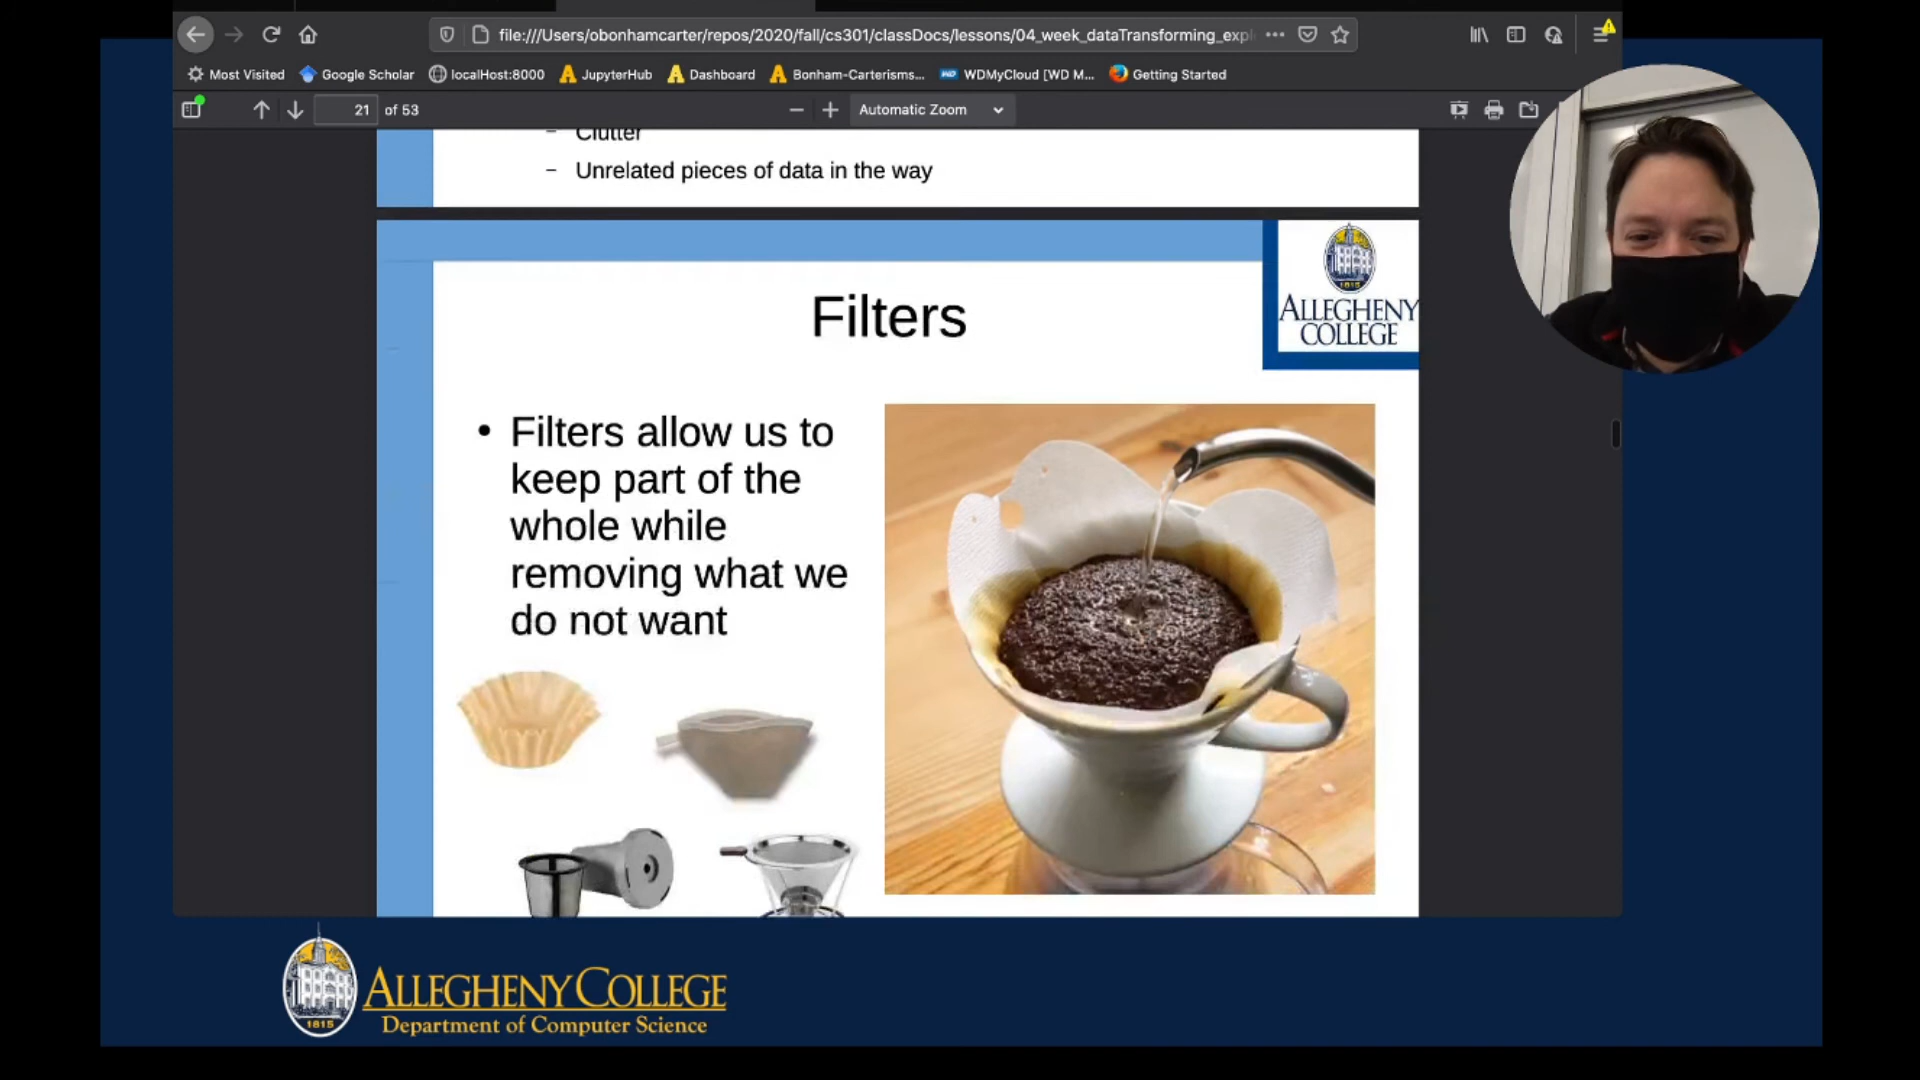 file:///Users/obonhamcarter/repos/2020/fall/cs301/classDocs/lessons/04_week_dataTransforming_expl
Most Visited Google Scholar localHost:8000 JupyterHub Dashboard Bonham-Carterisms... WDMyCloud [WD M... Getting Started
21 of 53 Automatic Zoom
– Clutter
– Unrelated pieces of data in the way
Filters
ALLEGHENY
COLLEGE
1815
• Filters allow us to
keep part of the
whole while
removing what we
do not want
1815
ALLEGHENY COLLEGE
Department of Computer Science